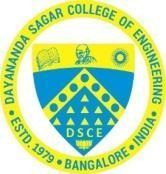 DAYANANDA SAGAR COLLEGE OF ENGINEERING
DSCE
• ESTD. 1979 • BANGALORE • INDIA •